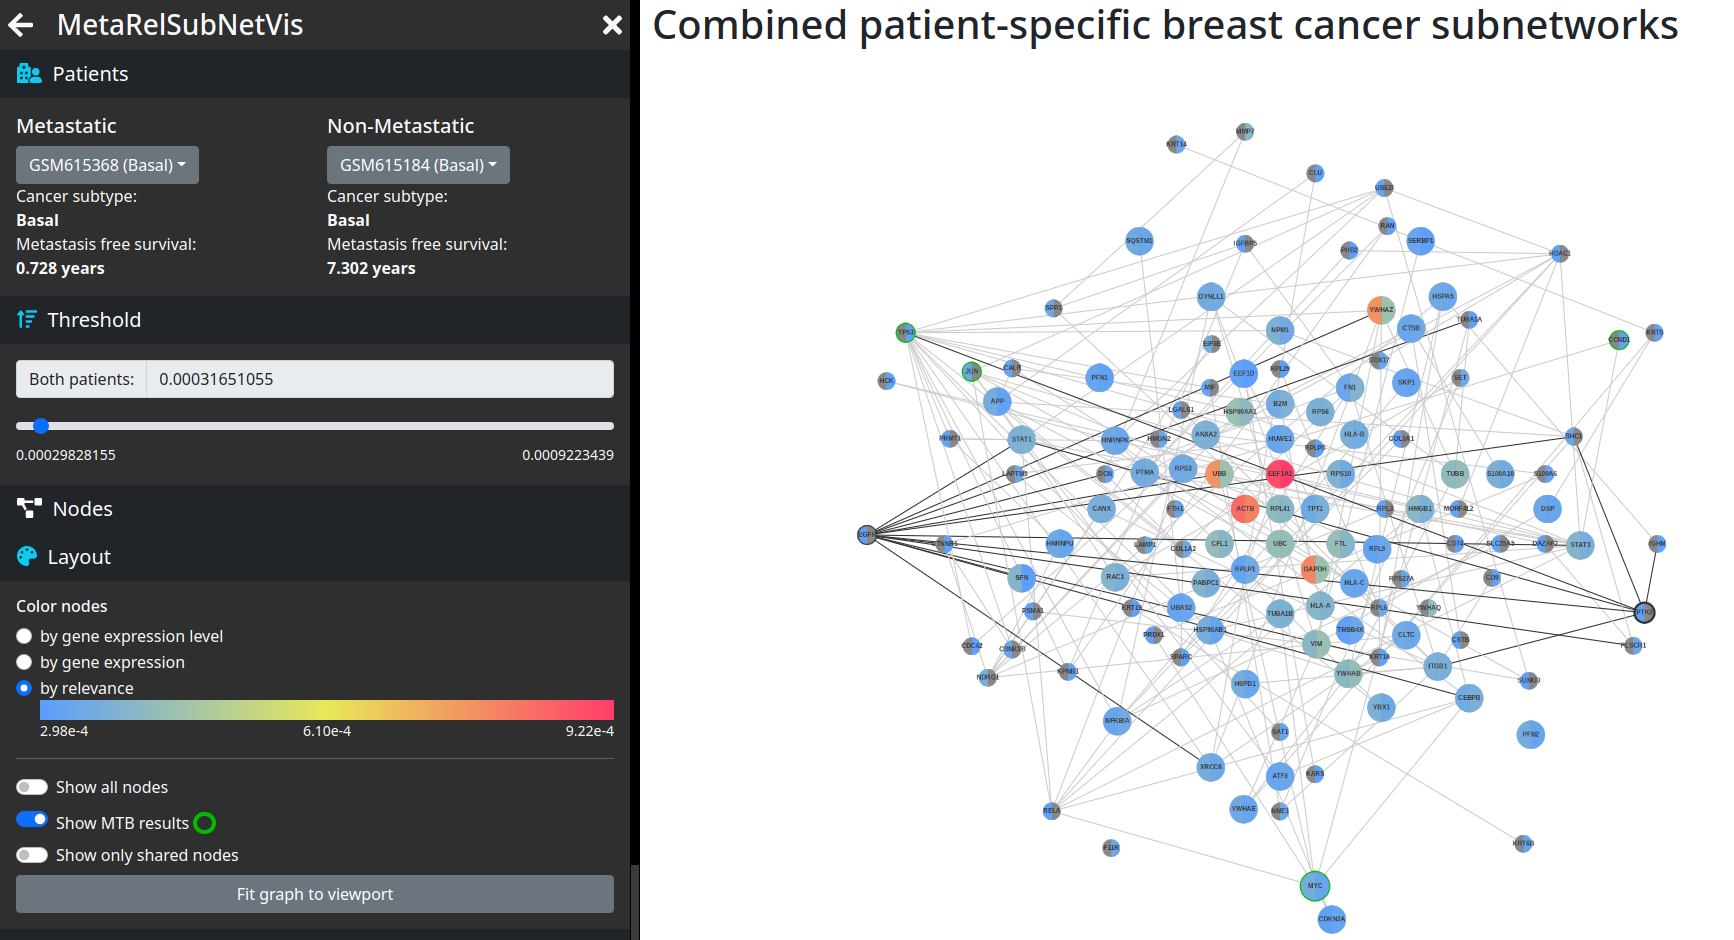 MetaRelSubNetVis
Patients
Metastatic
Non-Metastatic
GSM615368 (Basal)
GSM615184 (Basal)
Cancer subtype:
Cancer subtype:
Basal
Basal
Metastasis free survival:
Metastasis free survival:
0.728 years
7.302 years
Threshold
Both patients:
0.00031651055
0.00029828155
0.0009223439
Nodes
Layout
Color nodes
by gene expression level
by gene expression
by relevance
2.98e-4
6.10e-4
9.22e-4
Show all nodes
Show MTB results
Show only shared nodes
Fit graph to viewport
Combined patient-specific breast cancer subnetworks
MMP7
KRT14
CLU
UBE2I
RAN
SQSTM1
IGFBP5
PHB2
SERBP1
HDAC1
DYNLL1
HSPA5
SPP1
YWHAZ
TUBA1A
TP53
NPM1
CTSB
KRT5
CCND1
EIF3E
DDX17
JUN
CALR
HCK
PFN1
EEF1D
RPL29
SKP1
SET
MIF
FN1
APP
LGALS1
HSP90AA1
B2M
RPS6
PRMT1
STAT1
HNRNPK
HMGN2
ANXA2
HUWE1
RPLP0
HLA-B
COL3A1
SHC1
LAPTM5
DCN
PTMA
RPS3
UBB
EEF1A1
RPS10
TUBB
S100A10
S100A6
CANX
FTH1
ACTB
RPL41
TPT1
RPL3
HMGB1
MORF4L2
DSP
EGFR
CTNNB1
HNRNPU
LAMP1
COL1A2
CFL1
UBC
FTL
RPL9
CD74
SLC25A5
DAZAP2
STAT3
IGHM
SFN
RAC1
PABPC1
RPLP1
GAPDH
HLA-C
RPS27A
CD9
PSMA1
KRT19
UBA52
TUBA1B
HLA-A
RPL6
YWHAQ
PTK2
PRDX1
HSP90AB1
TMSB4X
CLTC
CSTB
PLSCR1
CDC42
CSNK2B
SPARC
VIM
KRT18
ITGB1
NDRG1
KPNB1
HSPD1
YWHAB
SUMO3
CEBPB
YBX1
NFKBIA
SAT1
PFN2
XRCC6
ATF4
KARS
RELA
YWHAE
NME1
F11R
KRT6B
MYC
CDKN2A